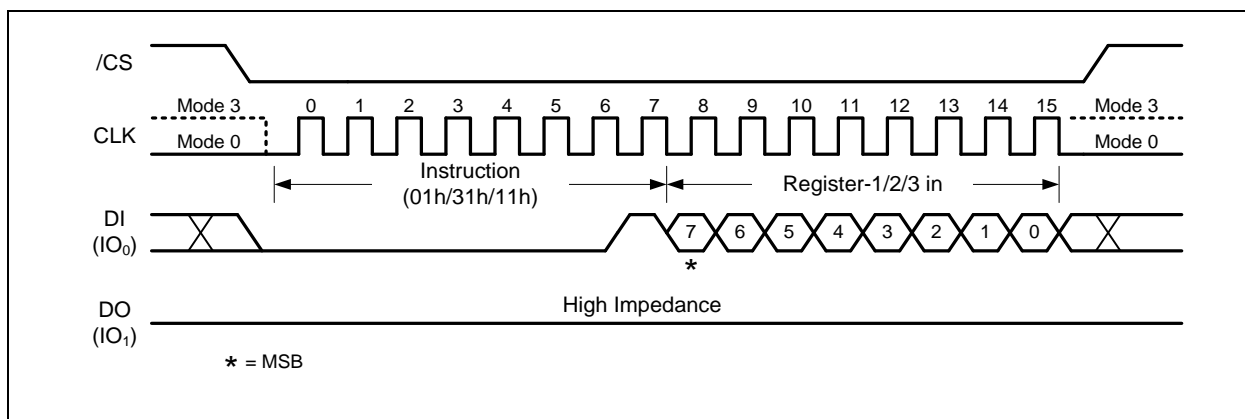 /CS
Mode 3 0 1 2 3 4 5 6 7 8 9 10 11 12 13 14 15 Mode 3
CLK Mode 0 Mode 0
Instruction
(01h/31h/11h)
Register-1/2/3 in
DI
(IO₀)
7 6 5 4 3 2 1 0
*
High Impedance
DO
(IO₁)
* = MSB